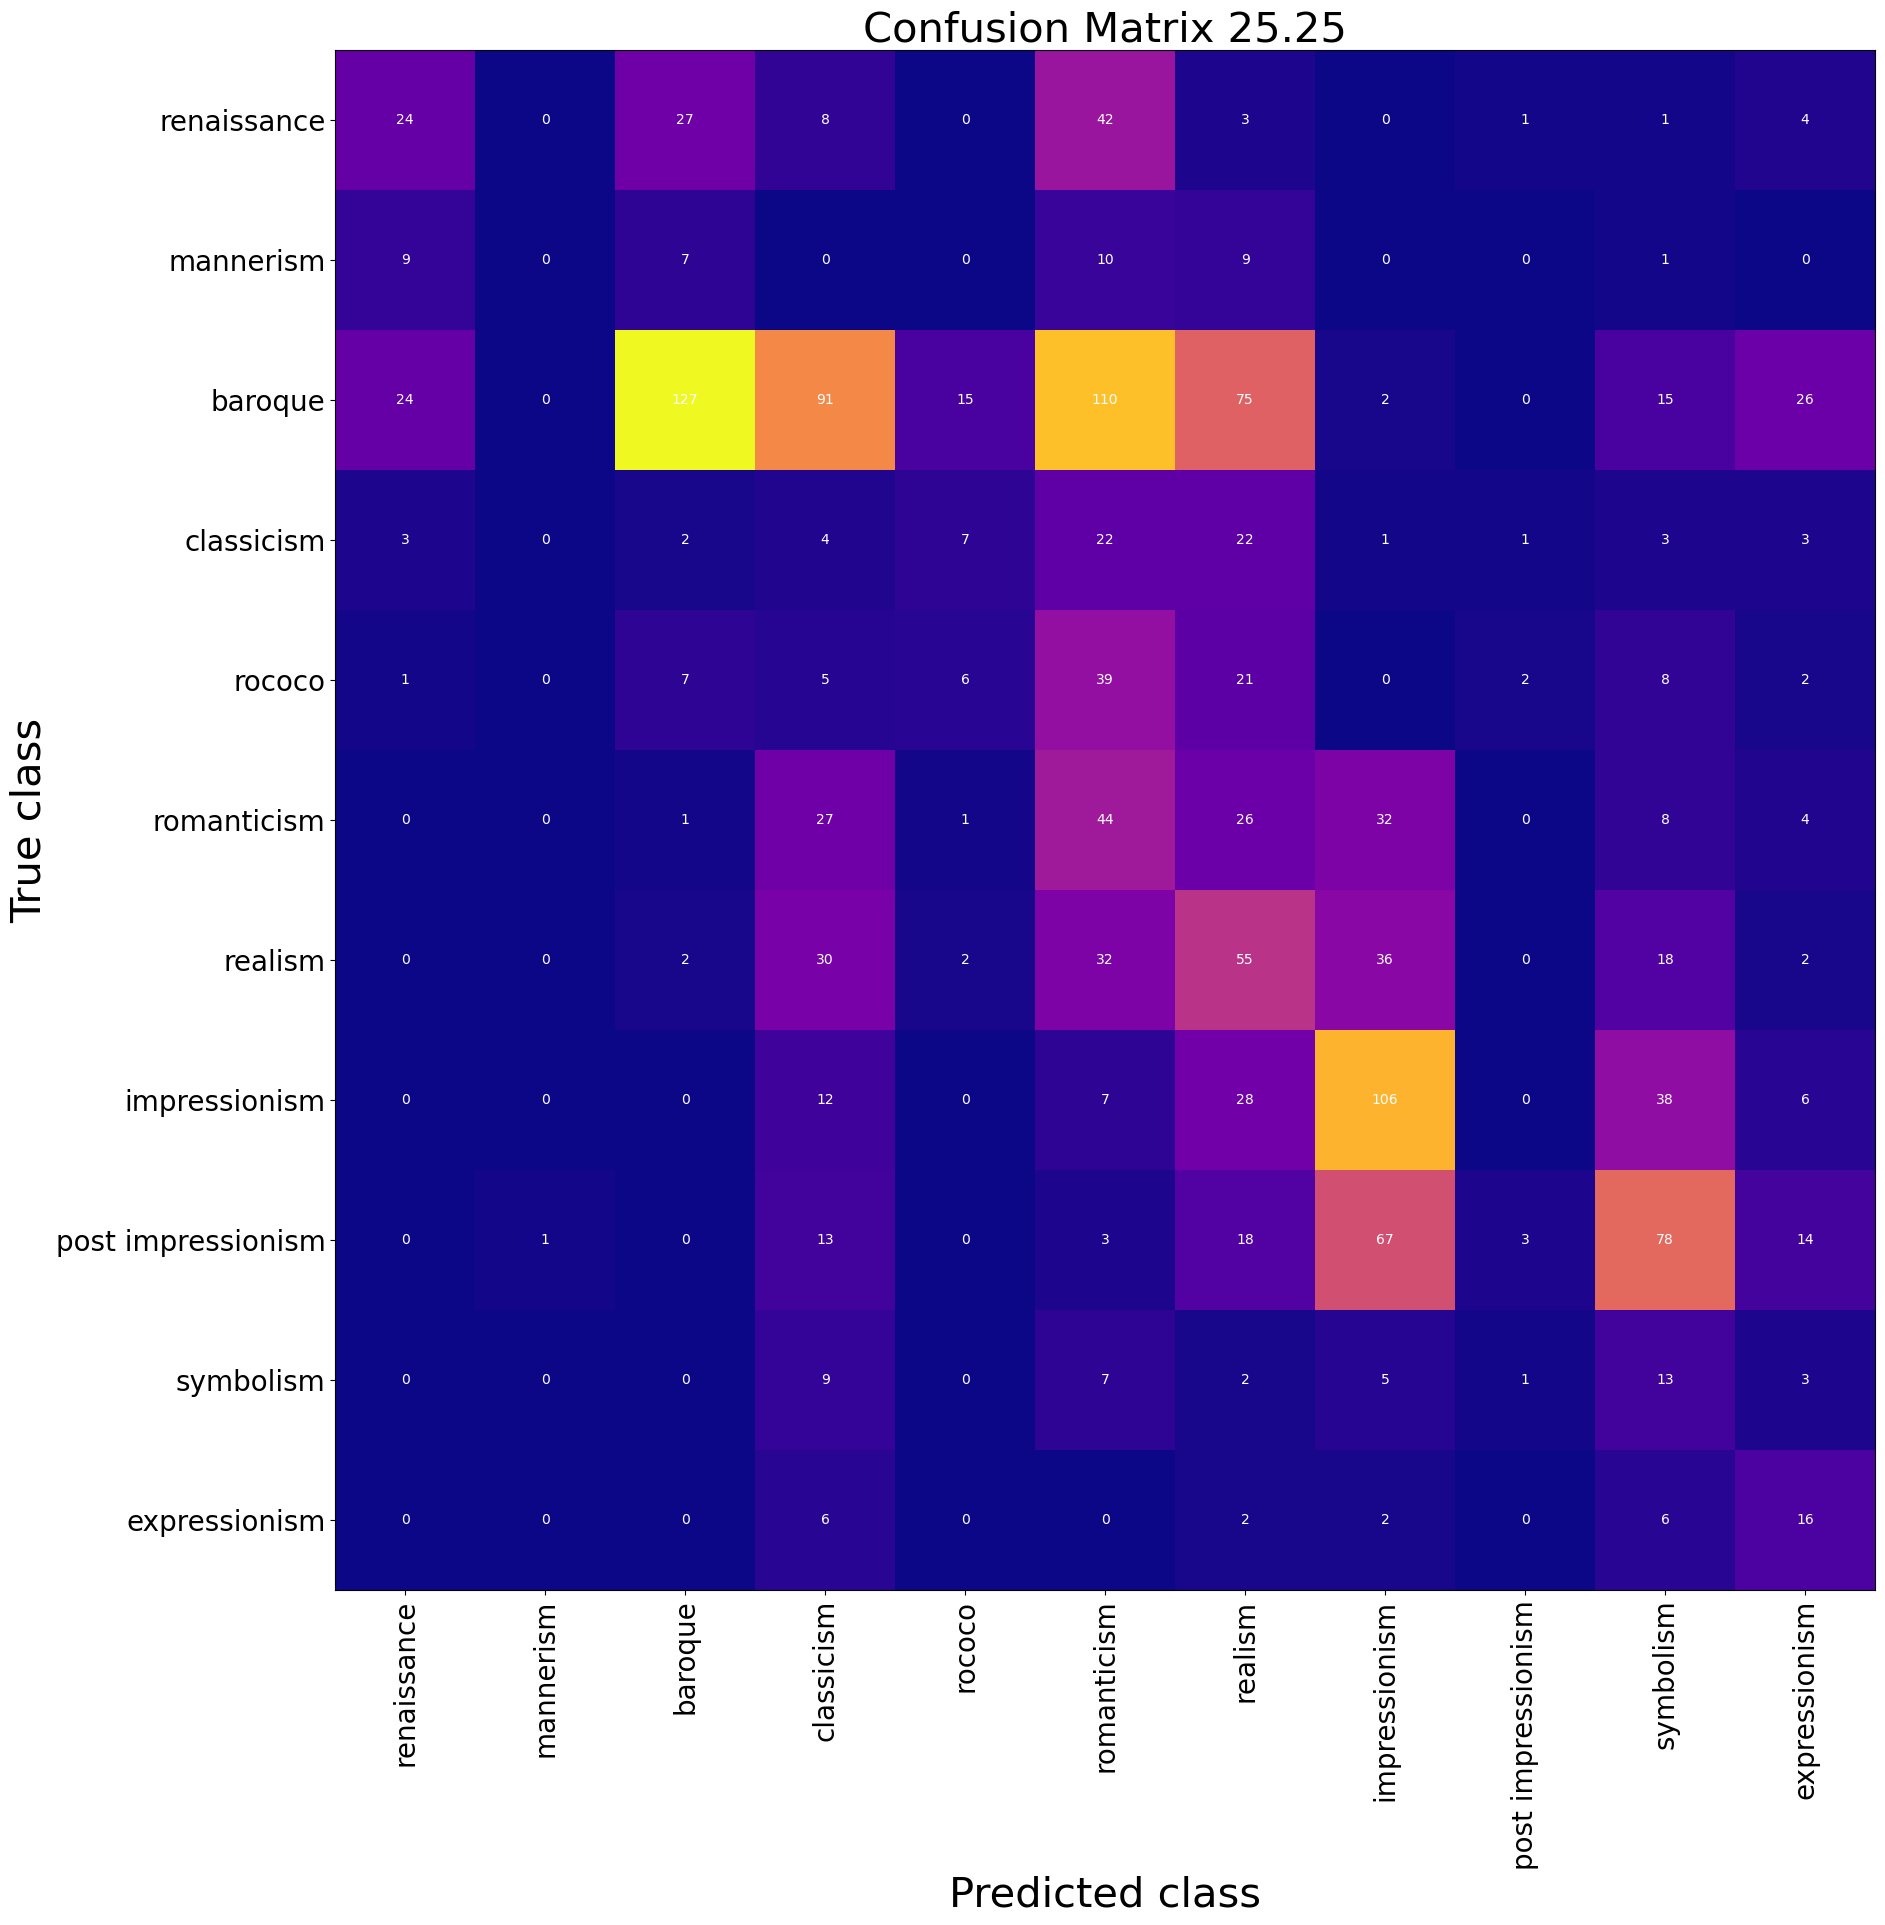 Confusion Matrix 25.25
renaissance 24 0 27 8 0 42 3 0 1 1 4
mannerism 9 0 7 0 0 10 9 0 0 1 0
baroque 24 0 127 91 15 110 75 2 0 15 26
classicism 3 0 2 4 7 22 22 1 1 3 3
rococo 1 0 7 5 6 39 21 0 2 8 2
romanticism 0 0 1 27 1 44 26 32 0 8 4
realism 0 0 2 30 2 32 55 36 0 18 2
impressionism 0 0 0 12 0 7 28 106 0 38 6
post impressionism 0 1 0 13 0 3 18 67 3 78 14
symbolism 0 0 0 9 0 7 2 5 1 13 3
expressionism 0 0 0 6 0 0 2 2 0 6 16
True class
renaissance
mannerism
baroque
classicism
rococo
romanticism
realism
impressionism
post impressionism
symbolism
expressionism
Predicted class